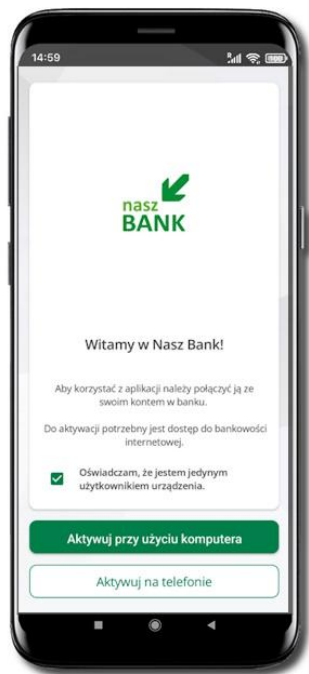 14:59
nasz
BANK
Witamy w Nasz Bank!
Aby korzystać z aplikacji należy połączyć ją ze
swoim kontem w banku.
Do aktywacji potrzebny jest dostęp do bankowości
internetowej.
Oświadczam, że jestem jedynym
użytkownikiem urządzenia.
Aktywuj przy użyciu komputera
Aktywuj na telefonie